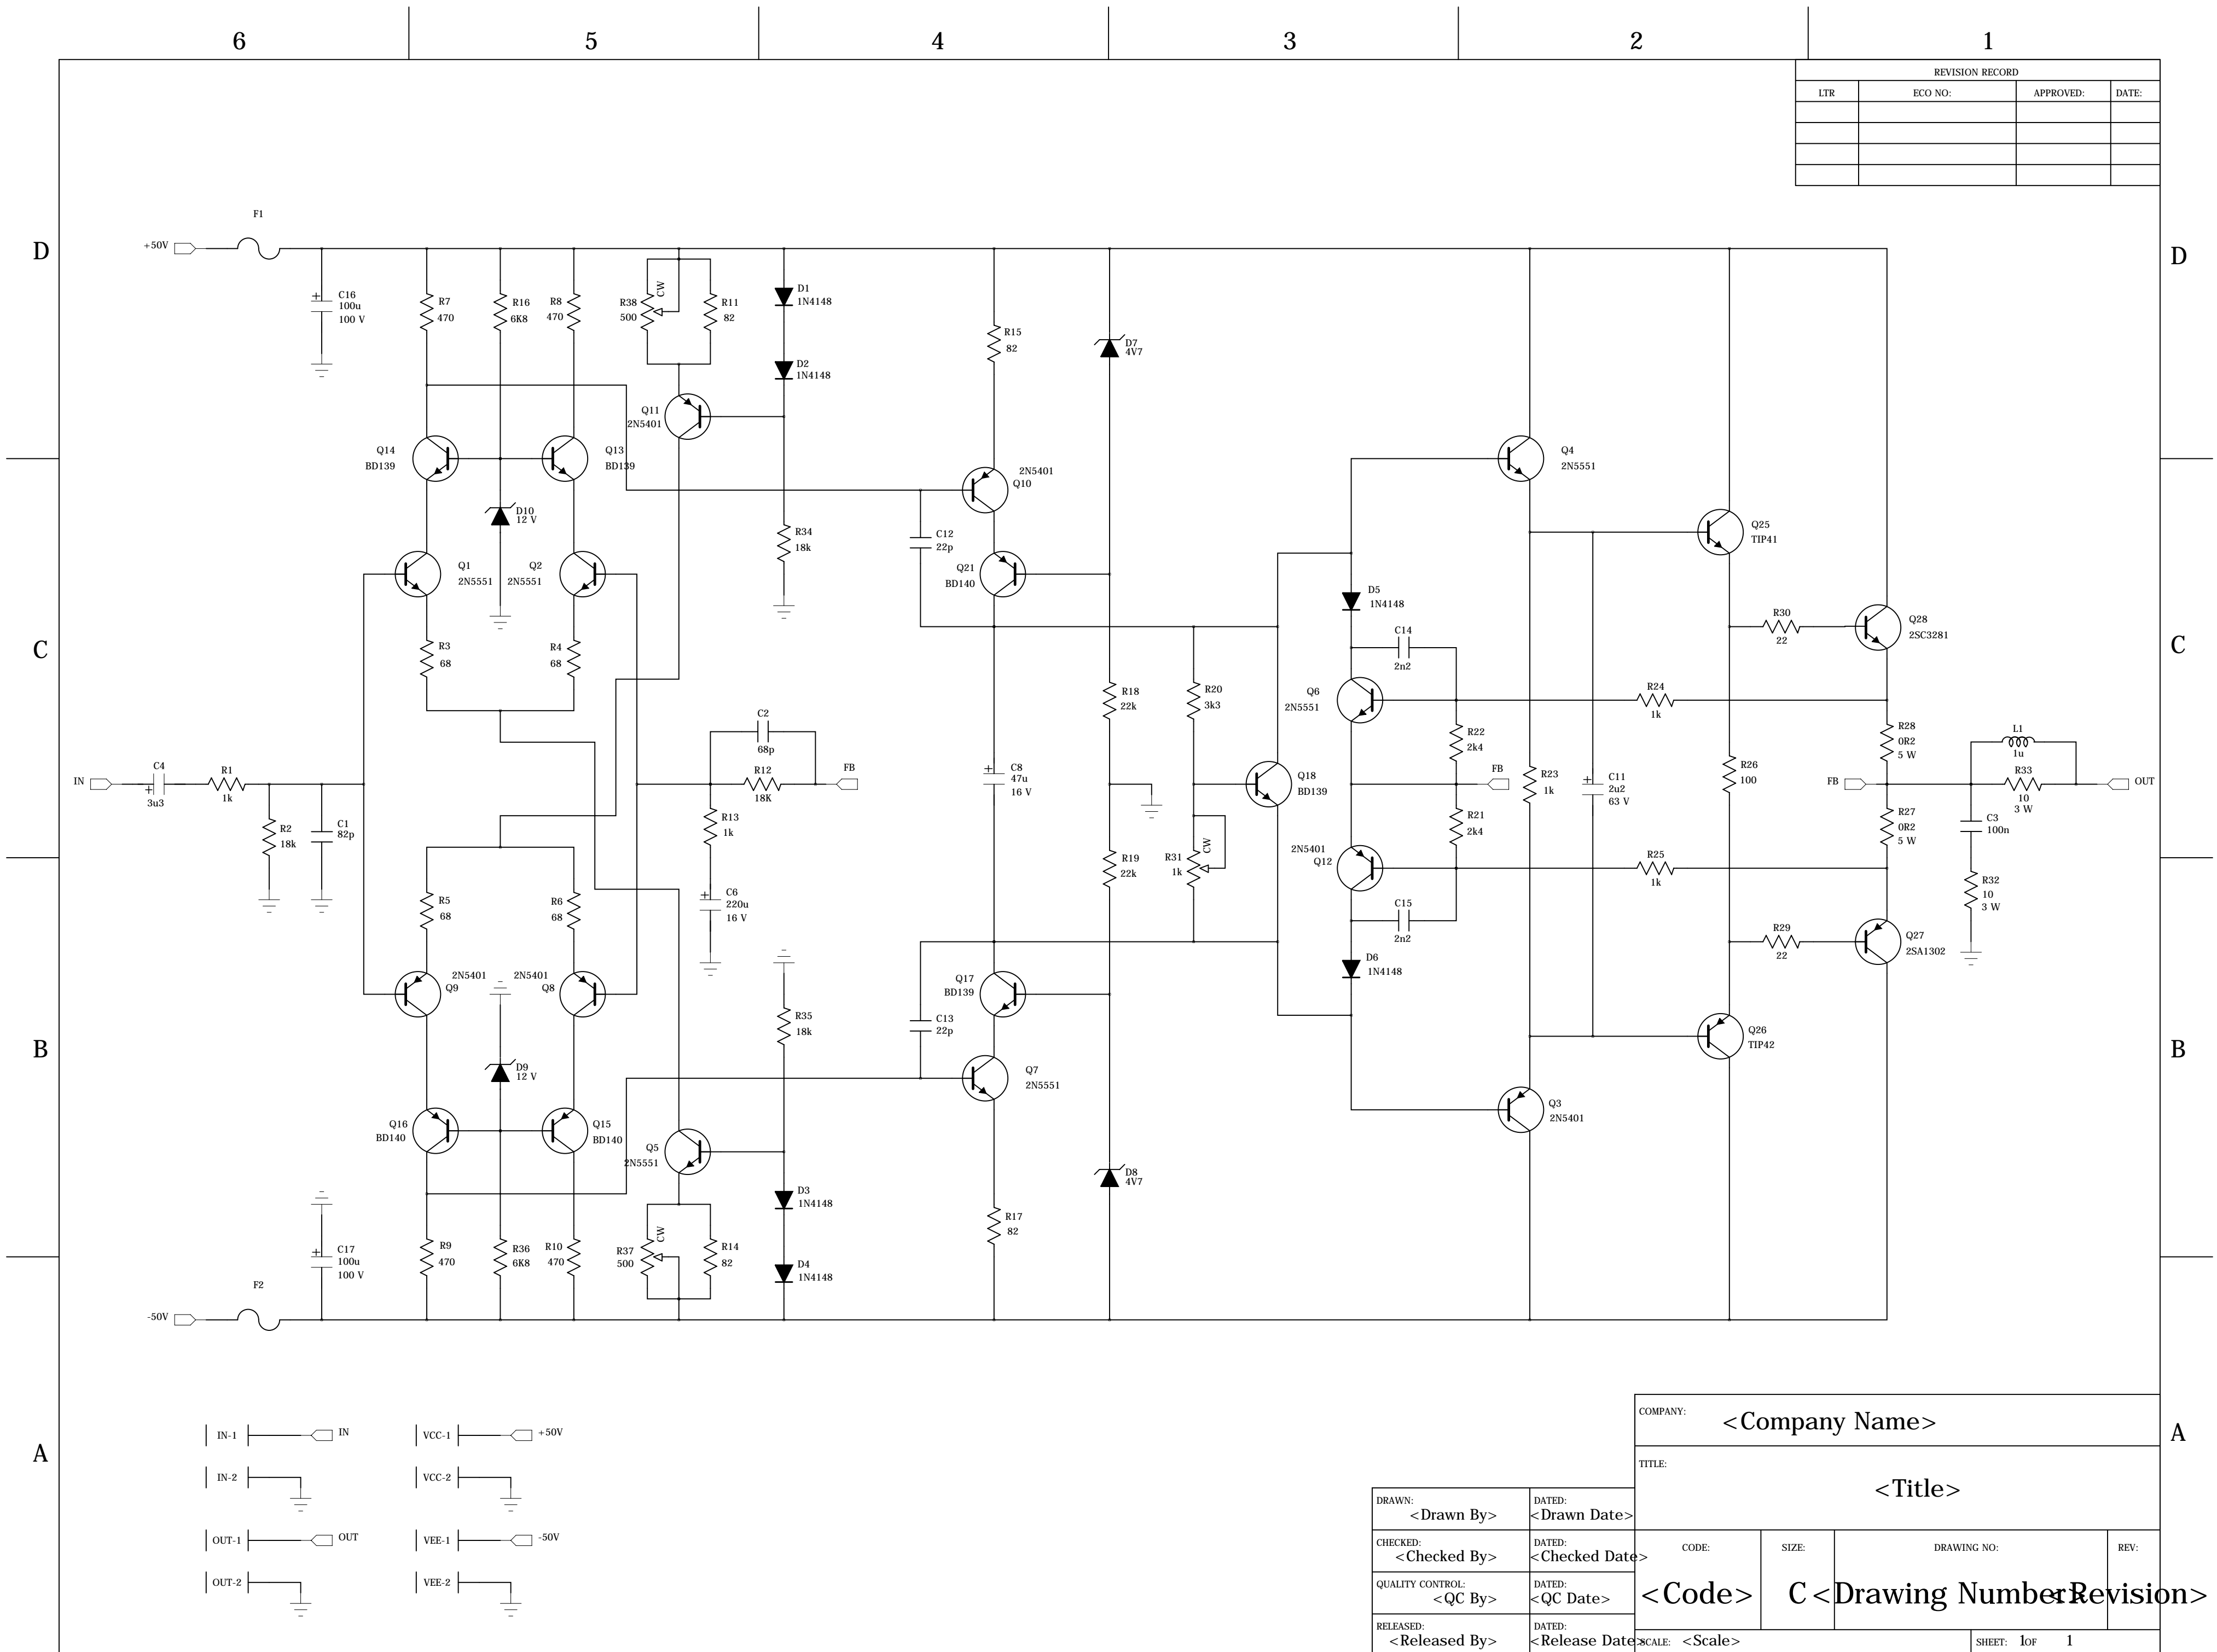 6 5 4 3 2 1
REVISION RECORD
LTR ECO NO: APPROVED: DATE:
D D
F1
+50V
C16
100u
100 V
R7
470
R16
6K8
R8
470
R38
500
CW
R11
82
D1
1N4148
D2
1N4148
R15
82
D7
4V7
Q11
2N5401
Q14
BD139
Q13
BD139
2N5401
Q10
Q4
2N5551
D10
12 V
R34
18k
C12
22p
Q25
TIP41
Q1
2N5551
Q2
2N5551
Q21
BD140
D5
1N4148
C C
R3
68
R4
68
C14
2n2
R30
22
Q28
2SC3281
R18
22k
R20
3k3
Q6
2N5551
R24
1k
R22
2k4
R28
0R2
5 W
L1
1u
C2
68p
IN
C4
3u3
R1
1k
R12
18K
FB
C8
47u
16 V
Q18
BD139
FB
R23
1k
C11
2u2
63 V
R26
100
FB
R33
10
3 W
OUT
R2
18k
C1
82p
R13
1k
R21
2k4
R27
0R2
5 W
C3
100n
R19
22k
R31
1k
CW
2N5401
Q12
R25
1k
R32
10
3 W
R5
68
R6
68
C6
220u
16 V
C15
2n2
R29
22
Q27
2SA1302
2N5401
Q9
2N5401
Q8
Q17
BD139
D6
1N4148
B B
R35
18k
C13
22p
Q26
TIP42
D9
12 V
Q7
2N5551
Q3
2N5401
Q16
BD140
Q15
BD140
Q5
2N5551
D8
4V7
D3
1N4148
R17
82
C17
100u
100 V
R9
470
R36
6K8
R10
470
R37
500
CW
R14
82
D4
1N4148
F2
-50V
A A
IN-1 IN
VCC-1 +50V
IN-2
VCC-2
OUT-1 OUT
VEE-1 -50V
OUT-2
VEE-2
COMPANY:
<Company Name>
TITLE:
<Title>
DRAWN:
<Drawn By>
DATED:
<Drawn Date>
CHECKED:
<Checked By>
DATED:
<Checked Date>
QUALITY CONTROL:
<QC By>
DATED:
<QC Date>
RELEASED:
<Released By>
DATED:
<Release Date>
CODE:
<Code>
SIZE:
C
DRAWING NO:
<Drawing Number>
REV:
<Revision>
SCALE: <Scale>
SHEET: 1 OF 1